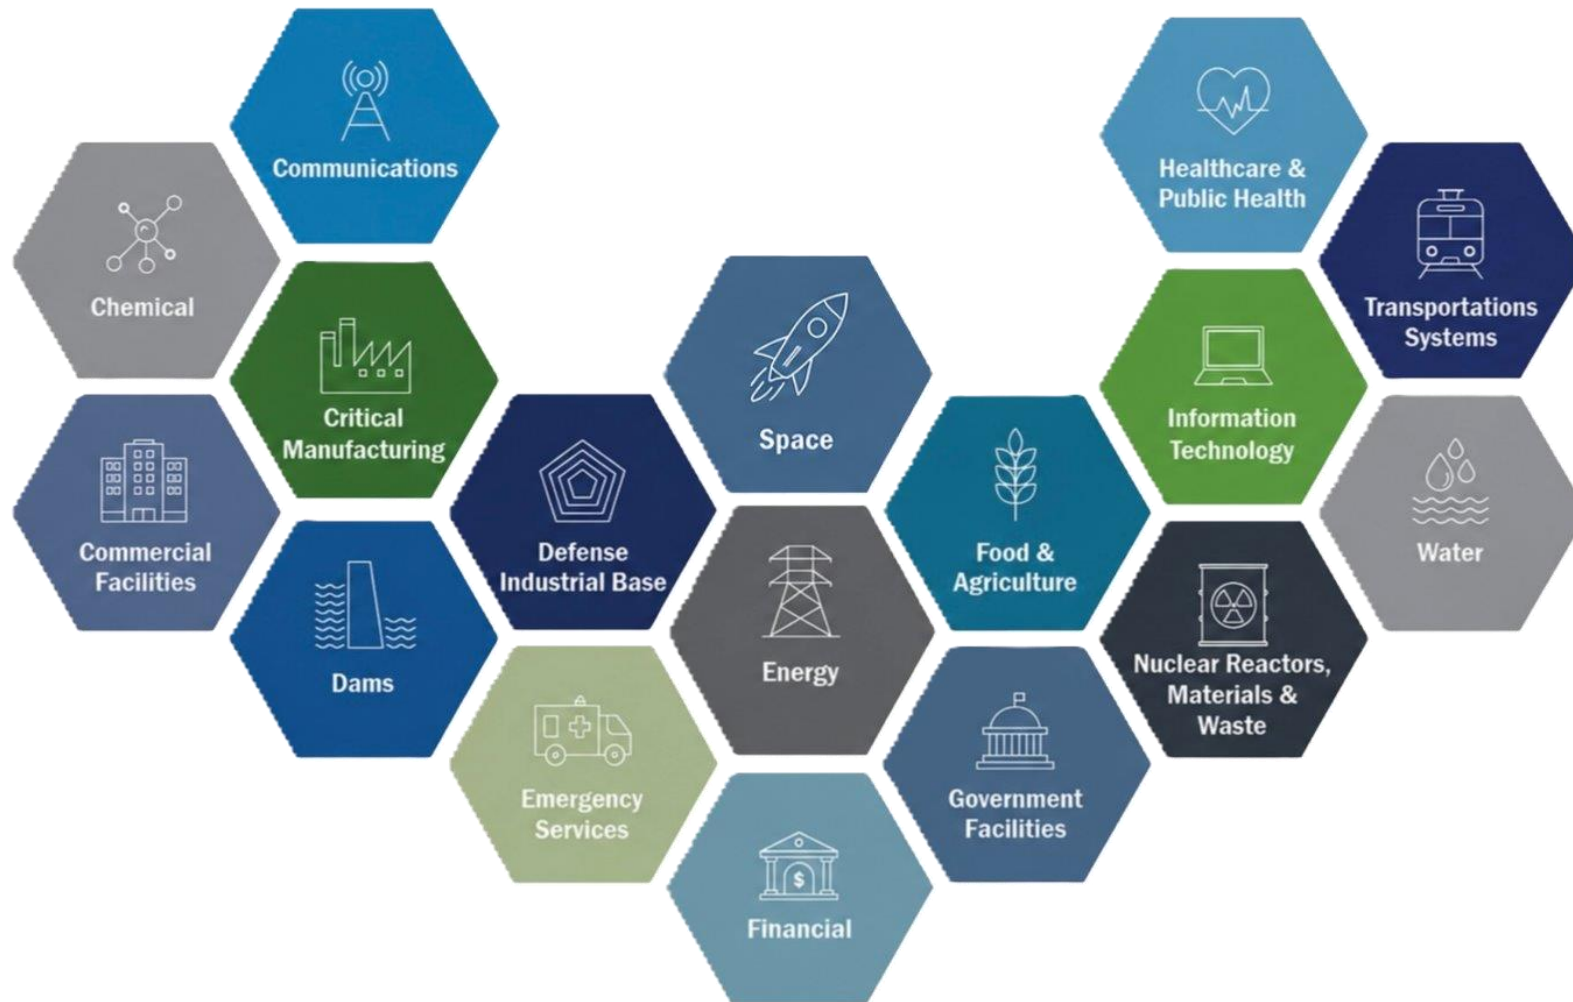 Communications
Healthcare &
Public Health
Chemical
Transportations
Systems
Critical
Manufacturing
Space
Information
Technology
Commercial
Facilities
Defense
Industrial Base
Food &
Agriculture
Water
Dams
Energy
Nuclear Reactors,
Materials &
Waste
Emergency
Services
Government
Facilities
$
Financial